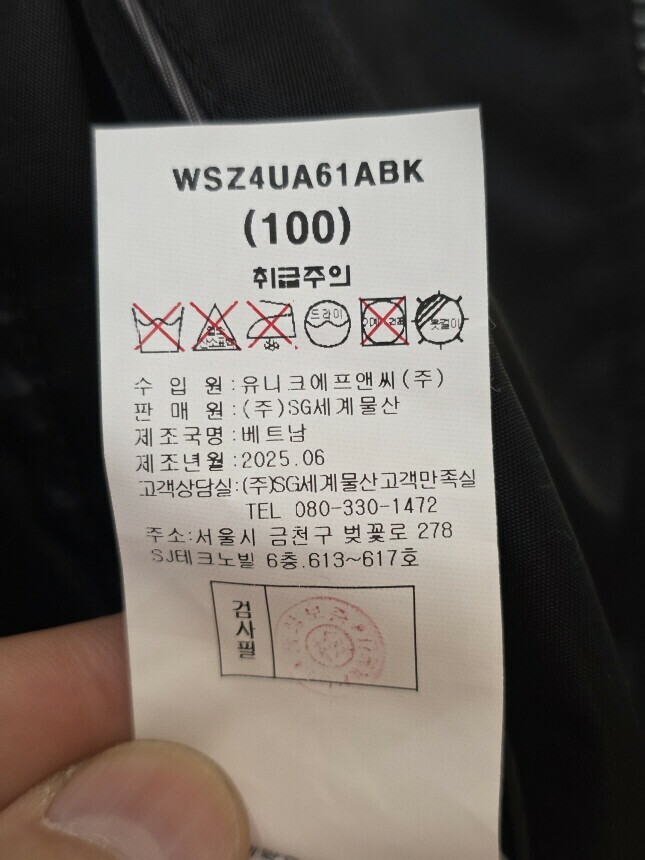 WSZ4UA61ABK
(100)
취급주의
드라이
옷걸이
수 입 원:유니크에프앤씨(주)
판 매 원:(주)SG세계물산
제조국명:베트남
제조년월:2025.06
고객상담실:(주)SG세계물산고객만족실
TEL 080-330-1472
주소:서울시 금천구 벚꽃로 278
SJ테크노빌 6층.613~617호
검사필